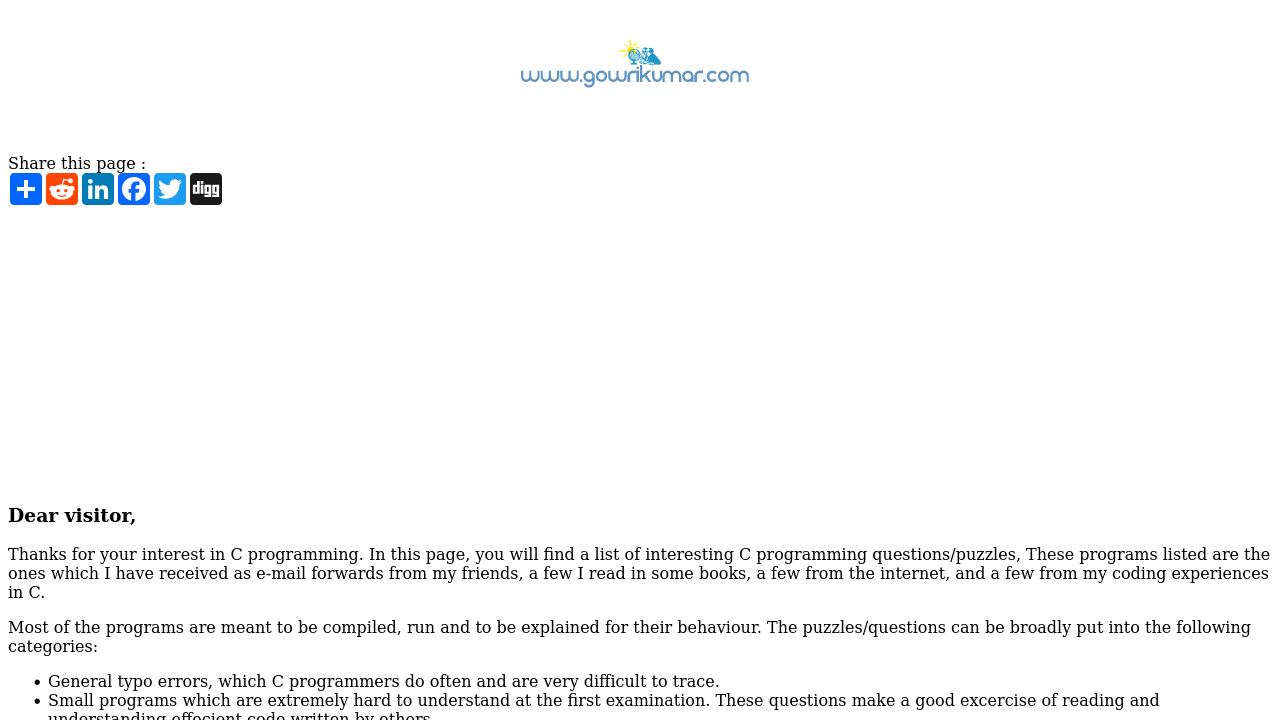 www.gowrikumar.com
Share this page :
digg
Dear visitor,
Thanks for your interest in C programming. In this page, you will find a list of interesting C programming questions/puzzles, These programs listed are the
ones which I have received as e-mail forwards from my friends, a few I read in some books, a few from the internet, and a few from my coding experiences
in C.
Most of the programs are meant to be compiled, run and to be explained for their behaviour. The puzzles/questions can be broadly put into the following
categories:
• General typo errors, which C programmers do often and are very difficult to trace.
• Small programs which are extremely hard to understand at the first examination. These questions make a good excercise of reading and
understanding effecient code written by others.